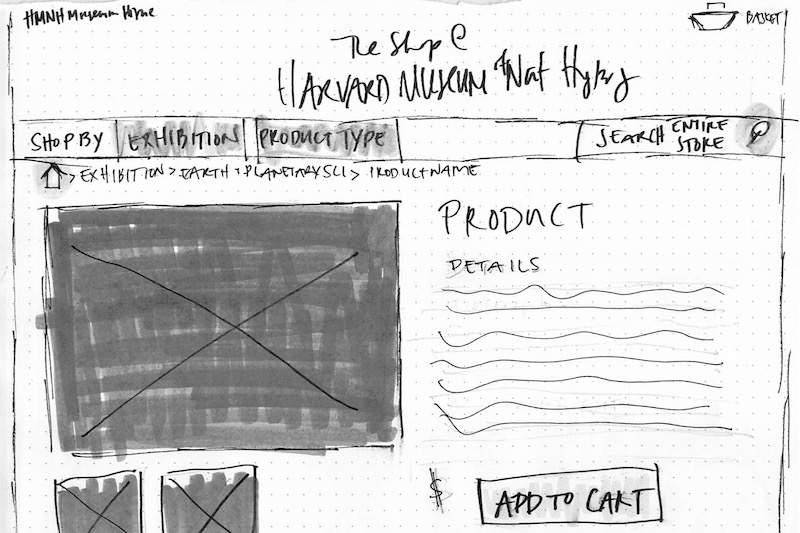 HMNH Museum Home
BASKET
The Shop @
HARVARD MUSEUM of Nat History
SHOP BY EXHIBITION PRODUCT TYPE
SEARCH ENTIRE STORE
> EXHIBITION > EARTH + PLANETARY SCI > PRODUCT NAME
PRODUCT
DETAILS
$
ADD TO CART